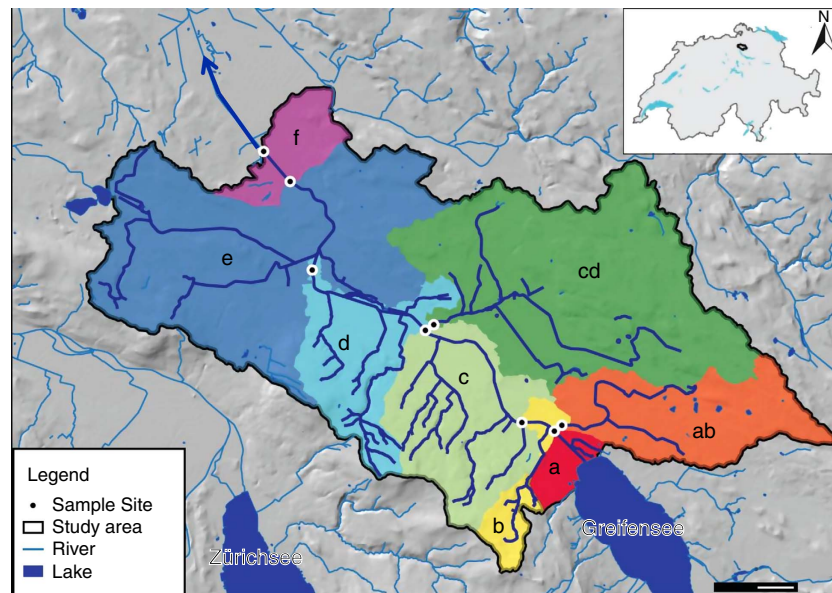 N
f
e
cd
d
c
ab
a
b
Legend
Sample Site
Study area
River
Lake
Zürichsee
Greifensee